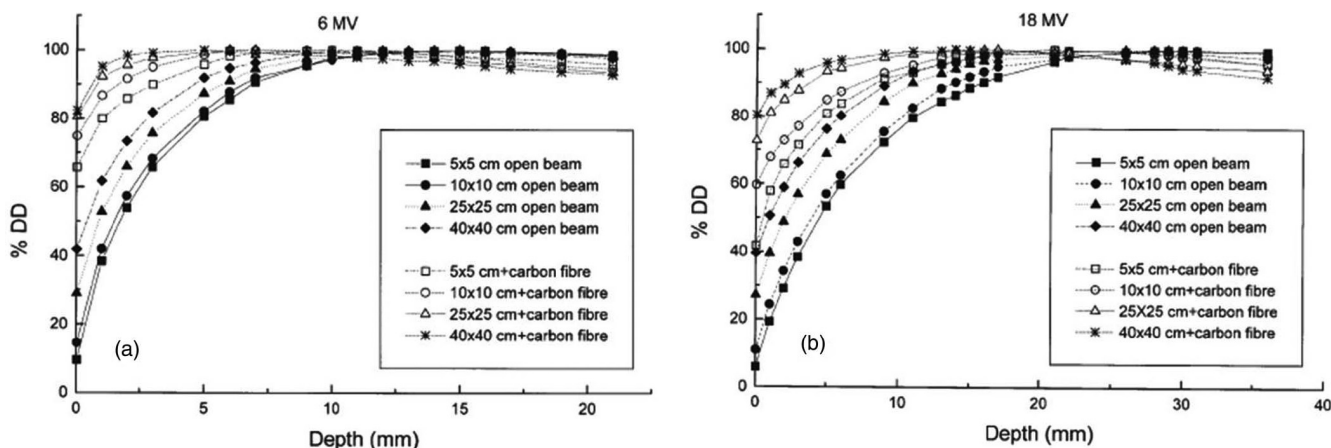 6 MV
100
80
60
40
20
0
% DD
5x5 cm open beam
10x10 cm open beam
25x25 cm open beam
40x40 cm open beam
5x5 cm+carbon fibre
10x10 cm+carbon fibre
25x25 cm+carbon fibre
40x40 cm+carbon fibre
(a)
0 5 10 15 20
Depth (mm)
18 MV
100
80
60
40
20
0
% DD
5x5 cm open beam
10x10 cm open beam
25x25 cm open beam
40x40 cm open beam
5x5 cm+carbon fibre
10x10 cm+carbon fibre
25X25 cm+carbon fibre
40x40 cm+carbon fibre
(b)
0 10 20 30 40
Depth (mm)